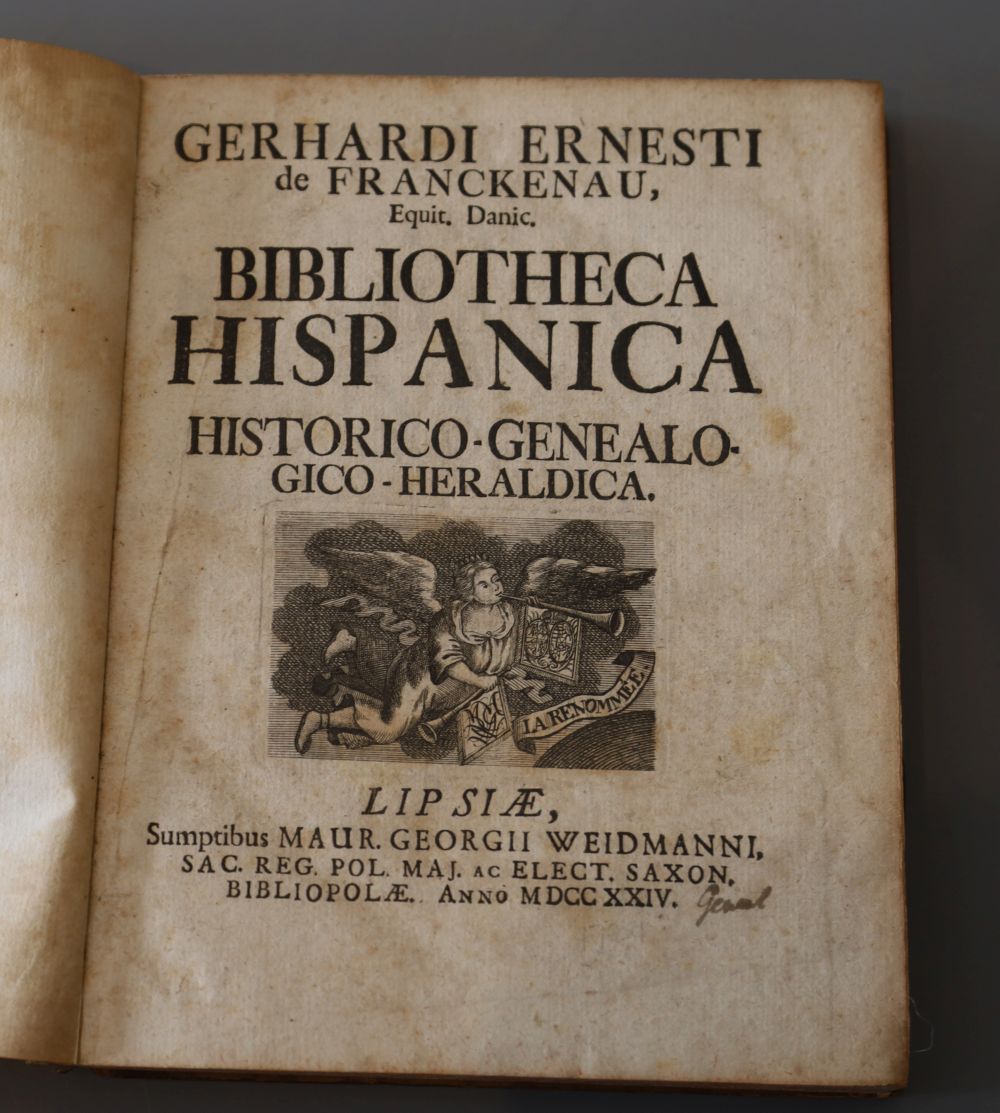 GERHARDI ERNESTI
de FRANCKENAU,
Equit. Danic.
BIBLIOTHECA
HISPANICA
HISTORICO-GENEALO-
GICO-HERALDICA.
LA RENOMMÉE.
LIPSIÆ,
Sumptibus MAUR. GEORGII WEIDMANNI,
SAC. REG. POL. MAJ. AC ELECT. SAXON.
BIBLIOPOLÆ. ANNO MDCCXXIV.